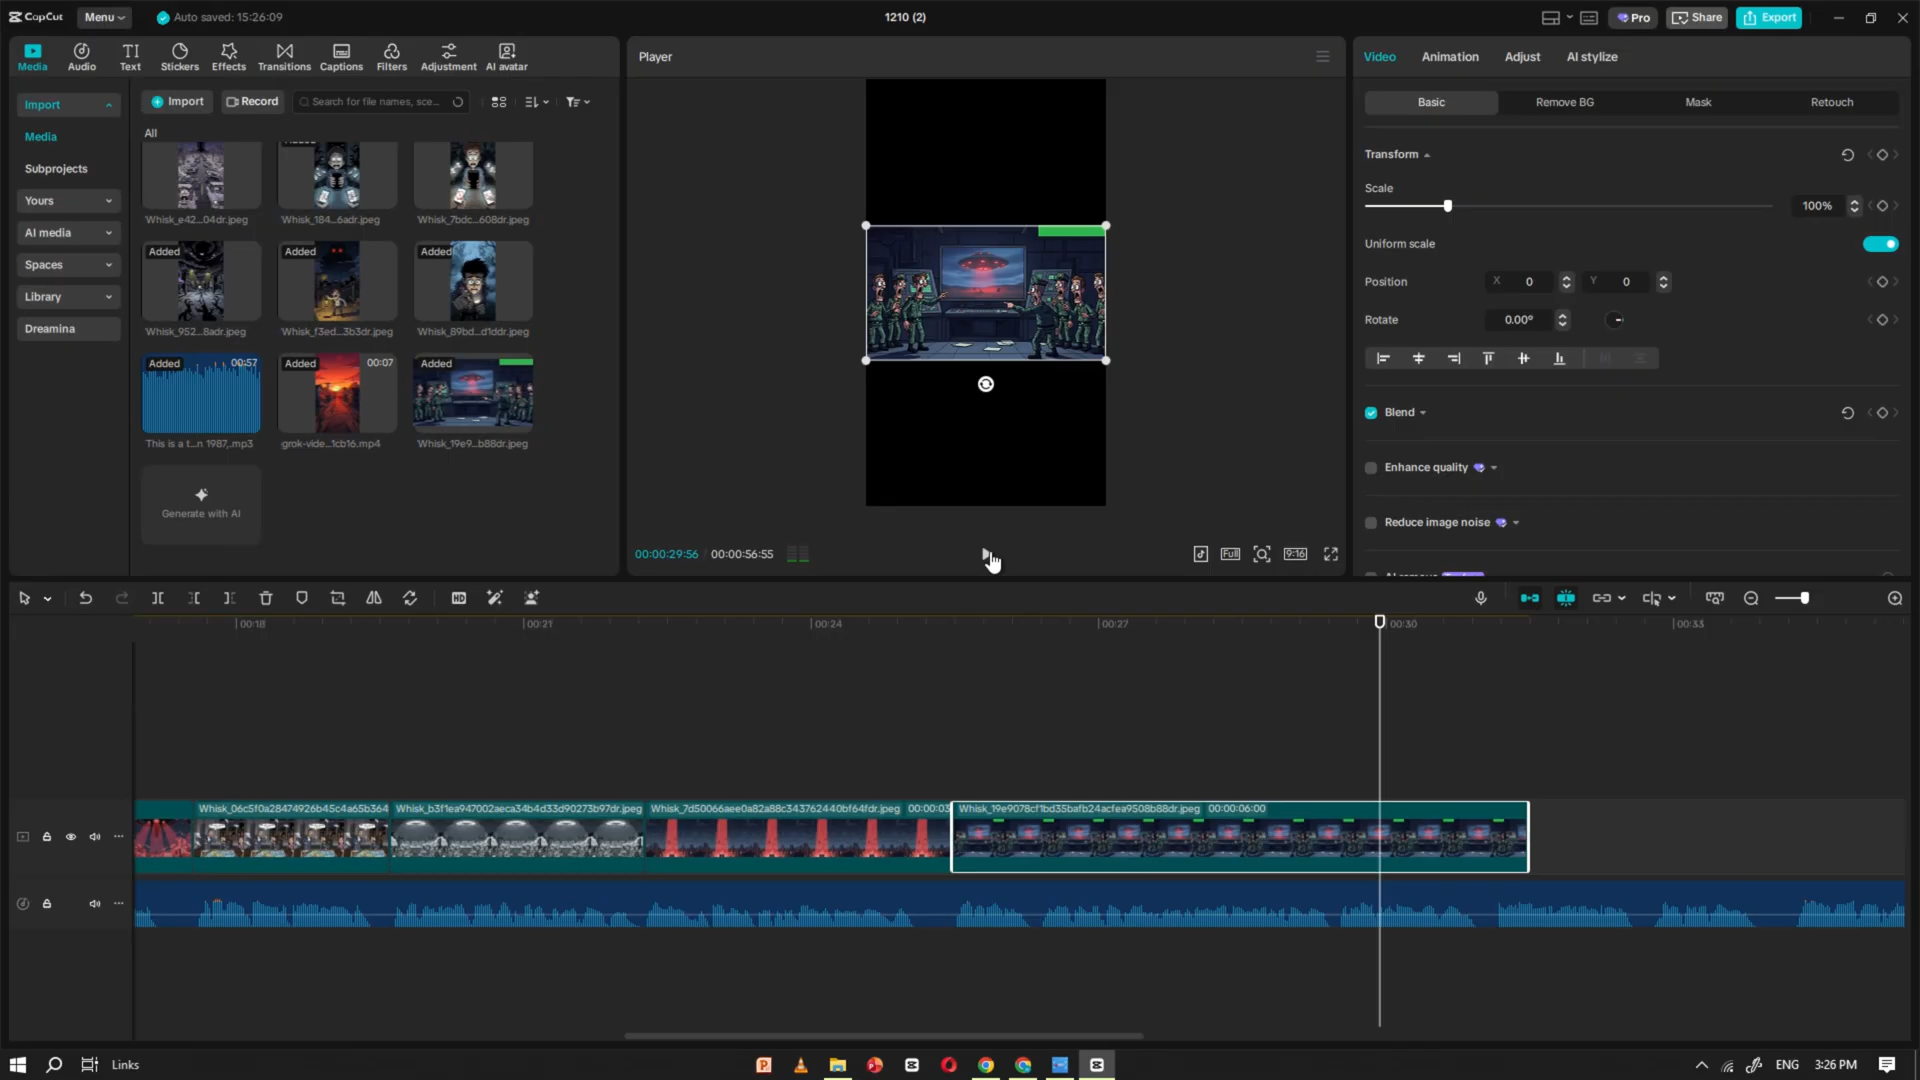 CapCut
Menu
Auto saved: 15:26:09
1210 (2)
Pro
Share
Export
Media
Audio
Text
Stickers
Effects
Transitions
Captions
Filters
Adjustment
AI avatar
Player
Video
Animation
Adjust
AI stylize
Import
Media
Subprojects
Yours
AI media
Spaces
Library
Dreamina
Import
Record
Search for file names, sce...
All
Whisk_e42...04dr.jpeg
Whisk_184...6adr.jpeg
Whisk_7bdc...608dr.jpeg
Added
Added
Added
Whisk_952...8adr.jpeg
Whisk_f3ed...3b3dr.jpeg
Whisk_89bd...d1ddr.jpeg
Added 00:57
Added 00:07
Added
This is a t...n 1987,.mp3
grok-vide...1cb16.mp4
Whisk_19e9...b88dr.jpeg
Generate with AI
00:00:29:56 / 00:00:56:55
Full
9:16
Basic
Remove BG
Mask
Retouch
Transform
Scale
100%
Uniform scale
Position
X 0
Y 0
Rotate
0.00°
Blend
Enhance quality
Reduce image noise
HD
00:18
00:21
00:24
00:27
00:30
00:33
Whisk_06c5f0a28474926b45c4a65b364
Whisk_b3f1ea947002aeca34b4d33d90273b97dr.jpeg
Whisk_7d50066aee0a82a88c343762440bf64fdr.jpeg 00:00:03
Whisk_19e9078cf1bd35bafb24acfea9508b88dr.jpeg 00:00:06:00
Links
ENG
3:26 PM